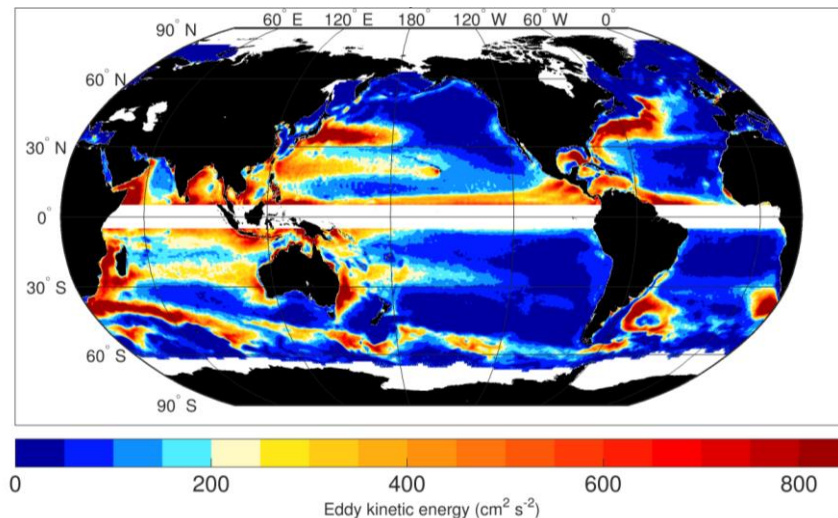 60° E 120° E 180° 120° W 60° W 0°
90° N
60° N
30° N
0°
30° S
60° S
90° S
0 200 400 600 800
Eddy kinetic energy (cm² s⁻²)